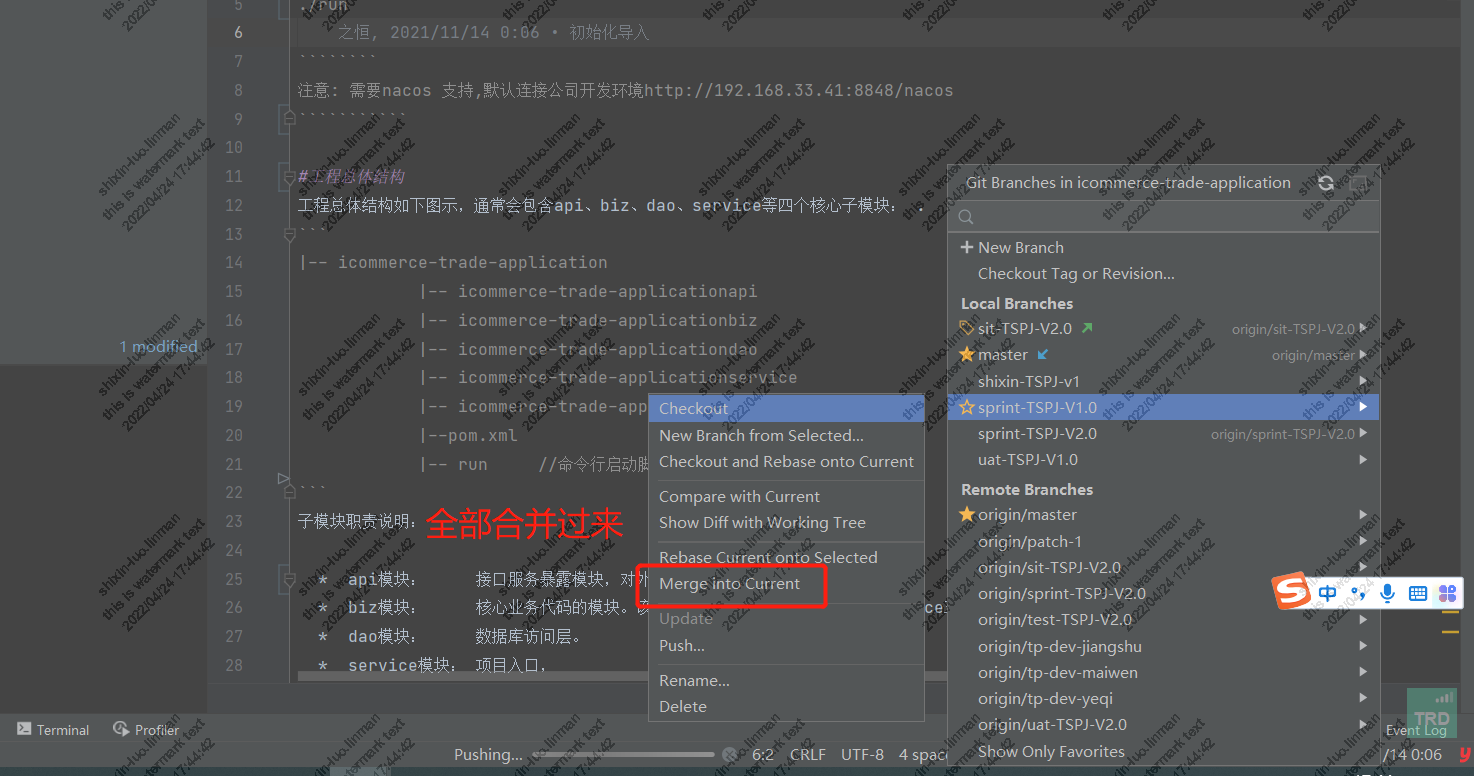 5 ./run
6 之恒, 2021/11/14 0:06 • 初始化导入
7 ````````
8 注意: 需要nacos 支持,默认连接公司开发环境http://192.168.33.41:8848/nacos
9 ```````````
10
11 #工程总体结构
12 工程总体结构如下图示，通常会包含api、biz、dao、service等四个核心子模块：
13 ```
14 |-- icommerce-trade-application
15 |-- icommerce-trade-applicationapi
16 |-- icommerce-trade-applicationbiz
17 |-- icommerce-trade-applicationdao
18 |-- icommerce-trade-applicationservice
19 |-- icommerce-trade-app
20 |--pom.xml
21 |-- run //命令行启动脚
22 ```
23 子模块职责说明：
全部合并过来
24
25 * api模块： 接口服务暴露模块，对外
26 * biz模块： 核心业务代码的模块。该
27 * dao模块： 数据库访问层。
28 * service模块： 项目入口，
1 modified
Checkout
New Branch from Selected...
Checkout and Rebase onto Current
Compare with Current
Show Diff with Working Tree
Rebase Current onto Selected
Merge into Current
Update
Push...
Rename...
Delete
Git Branches in icommerce-trade-application
+ New Branch
Checkout Tag or Revision...
Local Branches
sit-TSPJ-V2.0 origin/sit-TSPJ-V2.0
master origin/master
shixin-TSPJ-v1
sprint-TSPJ-V1.0
sprint-TSPJ-V2.0 origin/sprint-TSPJ-V2.0
uat-TSPJ-V1.0
Remote Branches
origin/master
origin/patch-1
origin/sit-TSPJ-V2.0
origin/sprint-TSPJ-V2.0
origin/test-TSPJ-V2.0
origin/tp-dev-jiangshu
origin/tp-dev-maiwen
origin/tp-dev-yeqi
origin/uat-TSPJ-V2.0
Show Only Favorites
中
TRD
Event Log
Terminal
Profiler
Pushing...
6:2 CRLF UTF-8 4 spac
/14 0:06
shixin-luo.linman
this is watermark text
2022/04/24 17:44:42